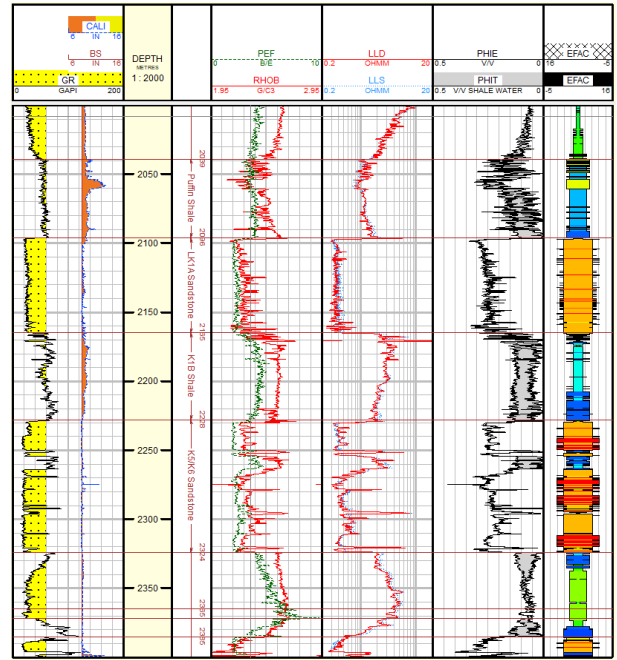 CALI
6 IN 16
BS
6 IN 16
GR
0 GAPI 200
DEPTH
METRES
1 : 2000
PEF
0 B/E 10
RHOB
1.95 G/C3 2.95
LLD
0.2 OHMM 20
LLS
0.2 OHMM 20
PHIE
0.5 V/V 0
PHIT
0.5 V/V SHALE WATER 0
EFAC
16 -5
EFAC
-5 16
2050
2100
2150
2200
2250
2300
2350
2039
Puffin Shale
2096
LK1A Sandstone
2165
K1B Shale
2228
K5/K6 Sandstone
2324